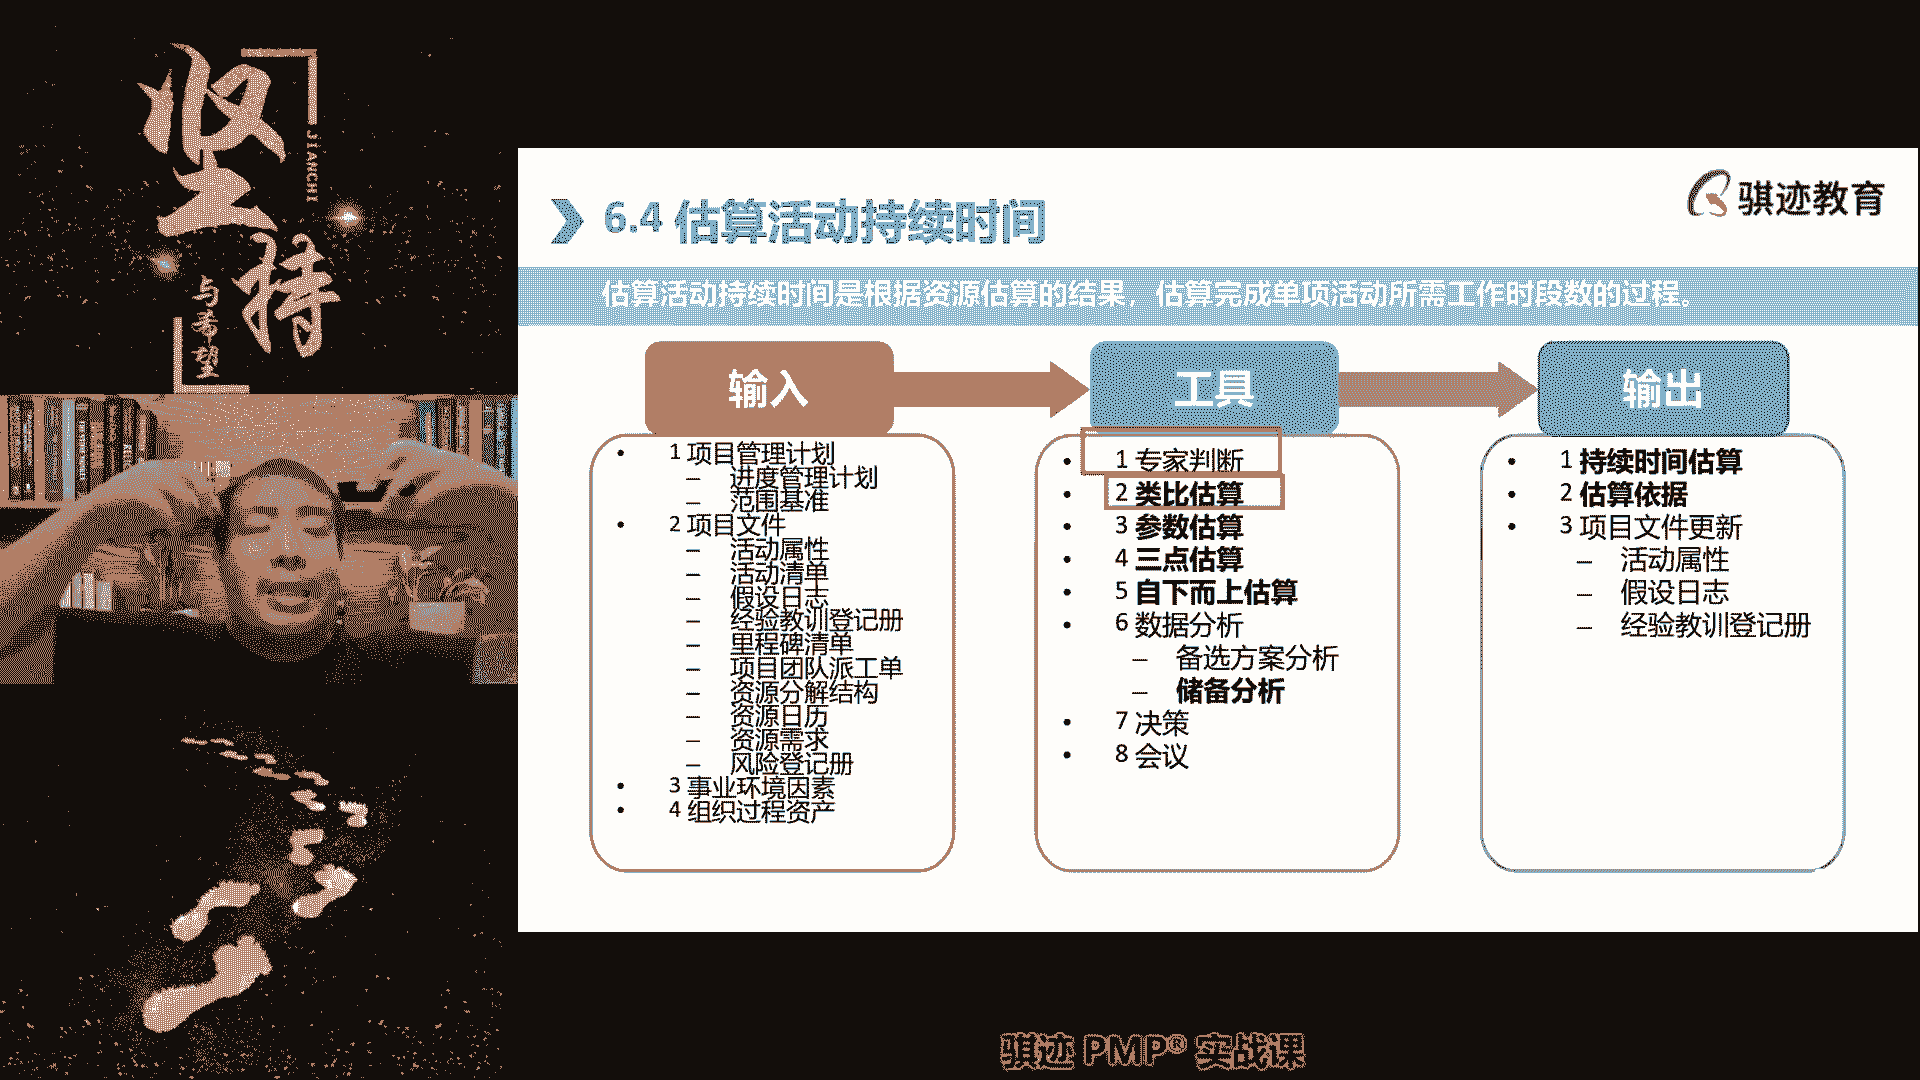 坚持
JIANCHI
与希望
骐迹教育
6.4 估算活动持续时间
估算活动持续时间是根据资源估算的结果，估算完成单项活动所需工作时段数的过程。
输入
• 1 项目管理计划
– 进度管理计划
– 范围基准
• 2 项目文件
– 活动属性
– 活动清单
– 假设日志
– 经验教训登记册
– 里程碑清单
– 项目团队派工单
– 资源分解结构
– 资源日历
– 资源需求
– 风险登记册
• 3 事业环境因素
• 4 组织过程资产
工具
• 1 专家判断
• 2 类比估算
• 3 参数估算
• 4 三点估算
• 5 自下而上估算
• 6 数据分析
– 备选方案分析
– 储备分析
• 7 决策
• 8 会议
输出
• 1 持续时间估算
• 2 估算依据
• 3 项目文件更新
– 活动属性
– 假设日志
– 经验教训登记册
骐迹 PMP® 实战课